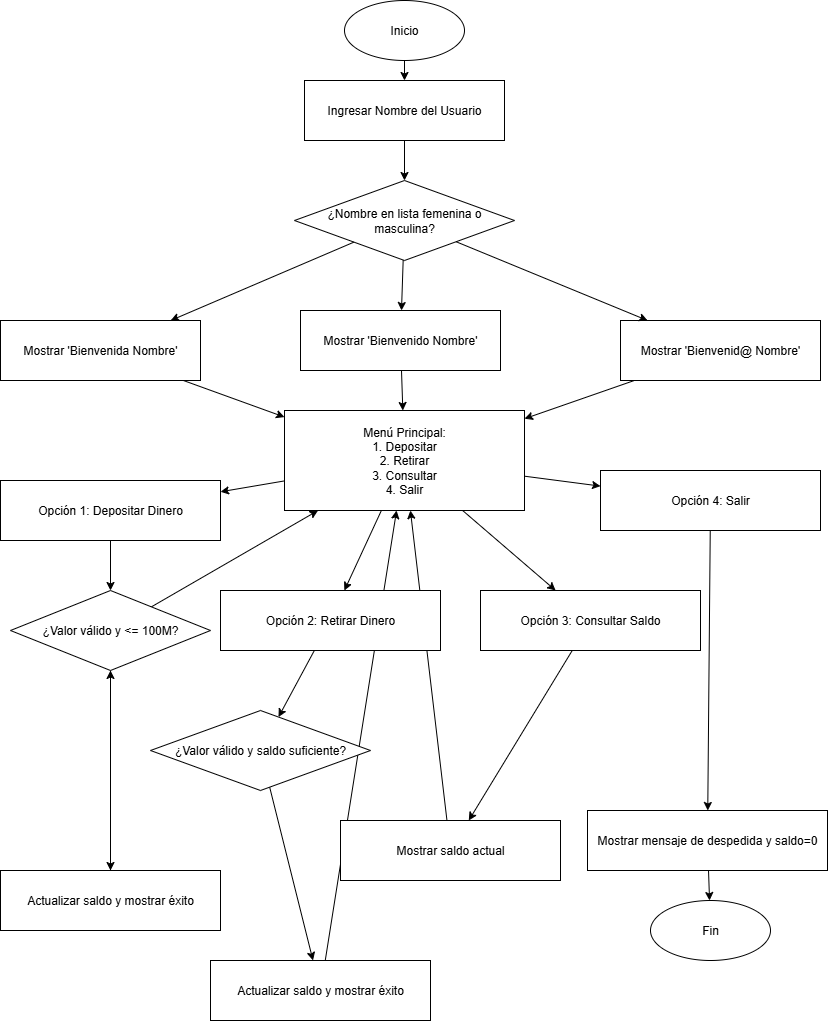 Inicio
Ingresar Nombre del Usuario
¿Nombre en lista femenina o
masculina?
Mostrar 'Bienvenida Nombre'
Mostrar 'Bienvenido Nombre'
Mostrar 'Bienvenid@ Nombre'
Menú Principal:
1. Depositar
2. Retirar
3. Consultar
4. Salir
Opción 1: Depositar Dinero
Opción 4: Salir
¿Valor válido y <= 100M?
Opción 2: Retirar Dinero
Opción 3: Consultar Saldo
¿Valor válido y saldo suficiente?
Mostrar saldo actual
Mostrar mensaje de despedida y saldo=0
Actualizar saldo y mostrar éxito
Fin
Actualizar saldo y mostrar éxito